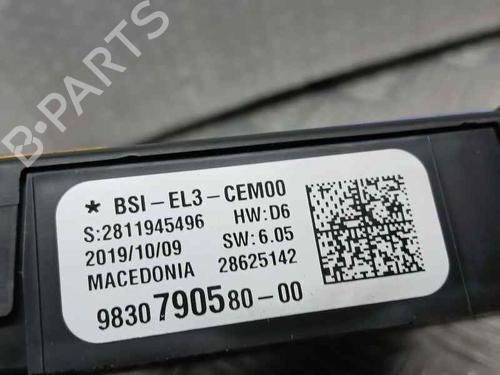 B-PARTS
* BSI-EL3-CEM00
S:2811945496 HW:D6
2019/10/09 SW:6.05
MACEDONIA 28625142
9830790580-00